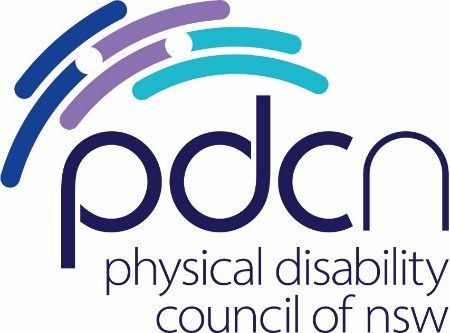 pdcn
physical disability
council of nsw